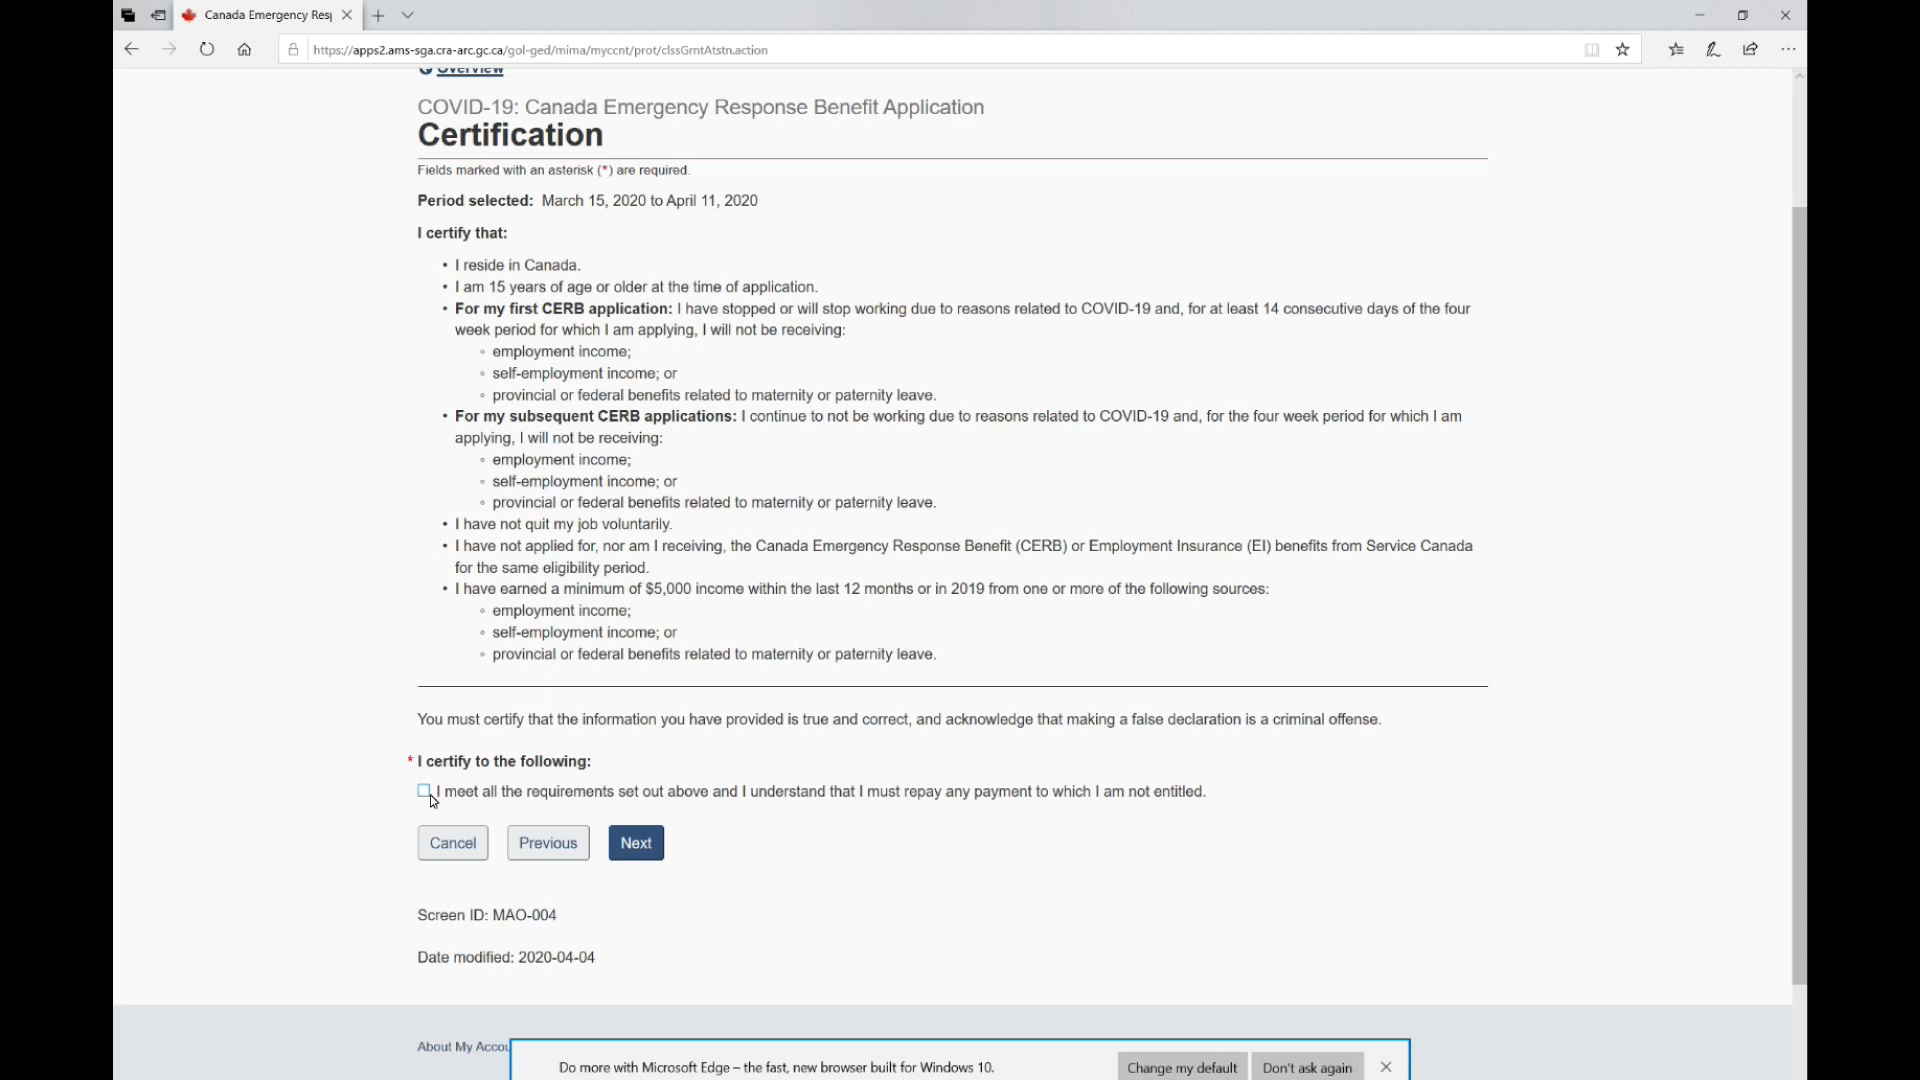 Canada Emergency Res
https://apps2.ams-sga.cra-arc.gc.ca/gol-ged/mima/myccnt/prot/clssGrntAtstn.action
Overview
COVID-19: Canada Emergency Response Benefit Application
Certification
Fields marked with an asterisk (*) are required.
Period selected: March 15, 2020 to April 11, 2020
I certify that:
• I reside in Canada.
• I am 15 years of age or older at the time of application.
• For my first CERB application: I have stopped or will stop working due to reasons related to COVID-19 and, for at least 14 consecutive days of the four
week period for which I am applying, I will not be receiving:
◦ employment income;
◦ self-employment income; or
◦ provincial or federal benefits related to maternity or paternity leave.
• For my subsequent CERB applications: I continue to not be working due to reasons related to COVID-19 and, for the four week period for which I am
applying, I will not be receiving:
◦ employment income;
◦ self-employment income; or
◦ provincial or federal benefits related to maternity or paternity leave.
• I have not quit my job voluntarily.
• I have not applied for, nor am I receiving, the Canada Emergency Response Benefit (CERB) or Employment Insurance (EI) benefits from Service Canada
for the same eligibility period.
• I have earned a minimum of $5,000 income within the last 12 months or in 2019 from one or more of the following sources:
◦ employment income;
◦ self-employment income; or
◦ provincial or federal benefits related to maternity or paternity leave.
You must certify that the information you have provided is true and correct, and acknowledge that making a false declaration is a criminal offense.
* I certify to the following:
I meet all the requirements set out above and I understand that I must repay any payment to which I am not entitled.
Cancel Previous Next
Screen ID: MAO-004
Date modified: 2020-04-04
About My Accou
Do more with Microsoft Edge – the fast, new browser built for Windows 10. Change my default Don't ask again